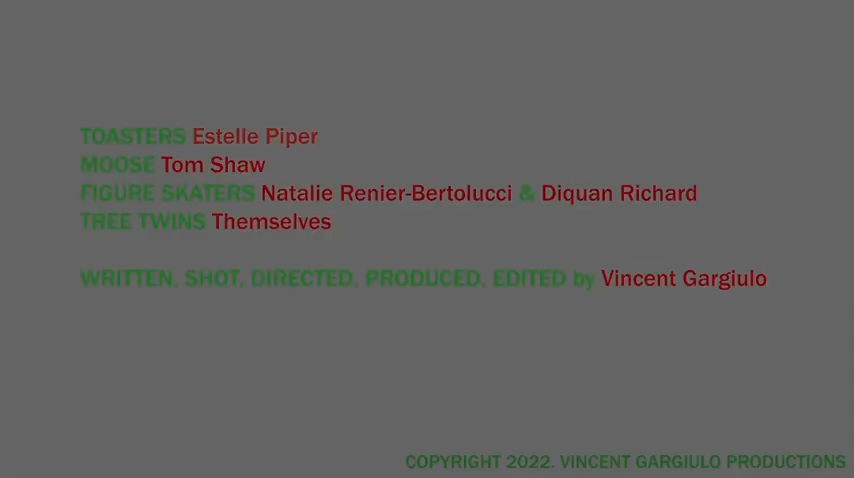 TOASTERS Estelle Piper
MOOSE Tom Shaw
FIGURE SKATERS Natalie Renier-Bertolucci & Diquan Richard
TREE TWINS Themselves
WRITTEN, SHOT, DIRECTED, PRODUCED, EDITED by Vincent Gargiulo
COPYRIGHT 2022. VINCENT GARGIULO PRODUCTIONS